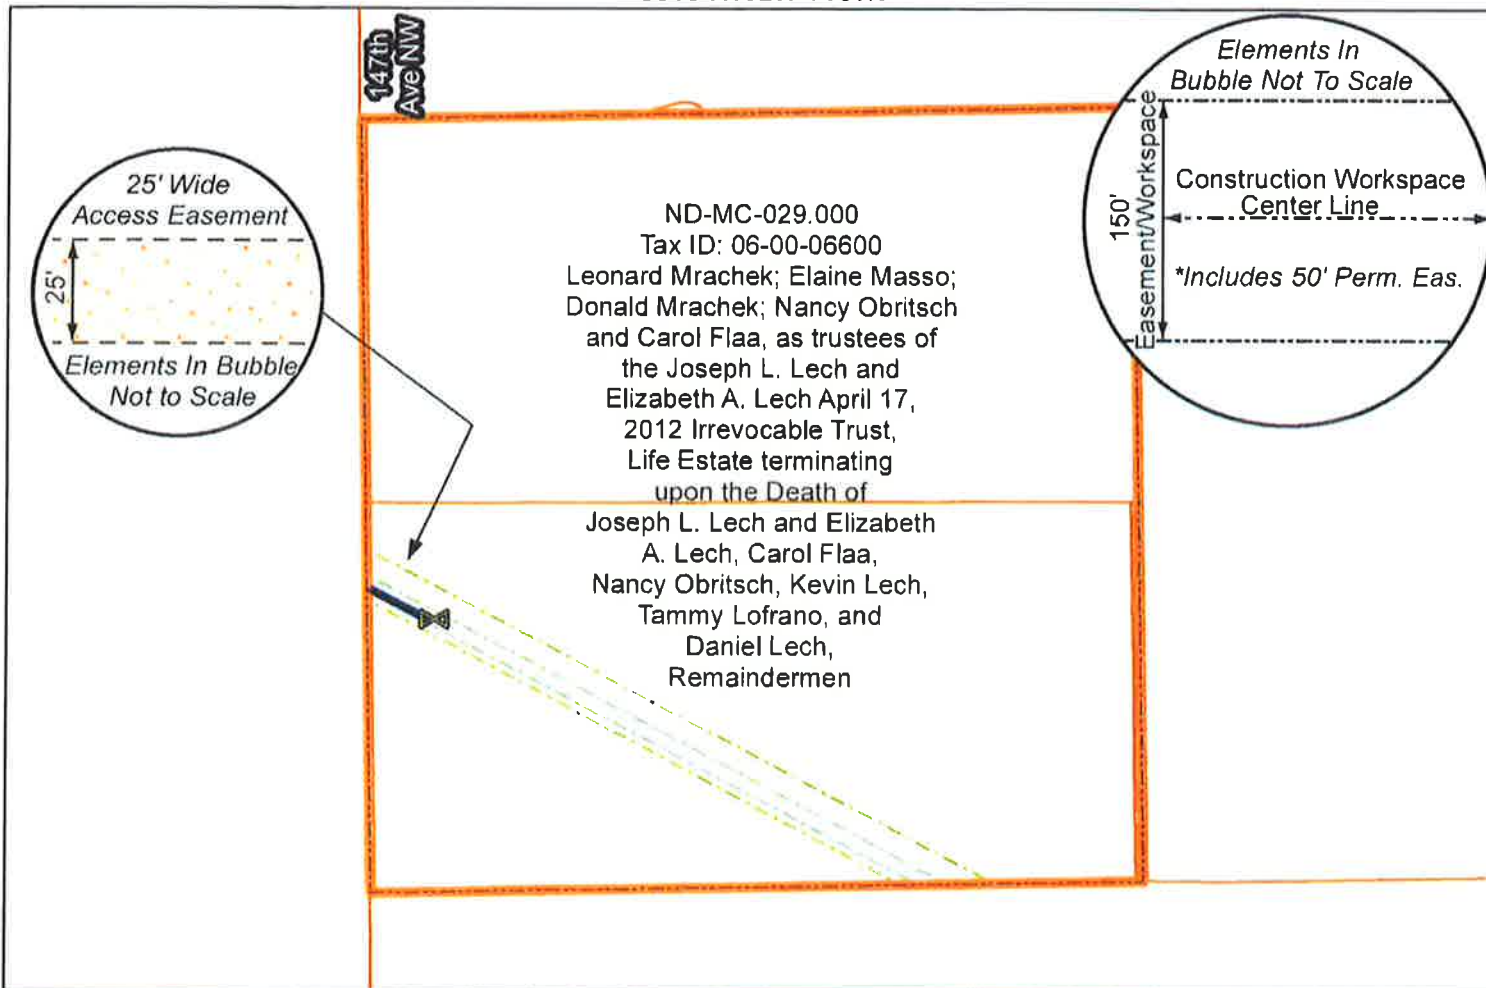 147th
Ave NW
25' Wide
Access Easement
25'
Elements In Bubble
Not to Scale
ND-MC-029.000
Tax ID: 06-00-06600
Leonard Mrachek; Elaine Masso;
Donald Mrachek; Nancy Obritsch
and Carol Flaa, as trustees of
the Joseph L. Lech and
Elizabeth A. Lech April 17,
2012 Irrevocable Trust,
Life Estate terminating
upon the Death of
Joseph L. Lech and Elizabeth
A. Lech, Carol Flaa,
Nancy Obritsch, Kevin Lech,
Tammy Lofrano, and
Daniel Lech,
Remaindermen
Elements In
Bubble Not To Scale
150'
Easement/Workspace
Construction Workspace
Center Line
*Includes 50' Perm. Eas.